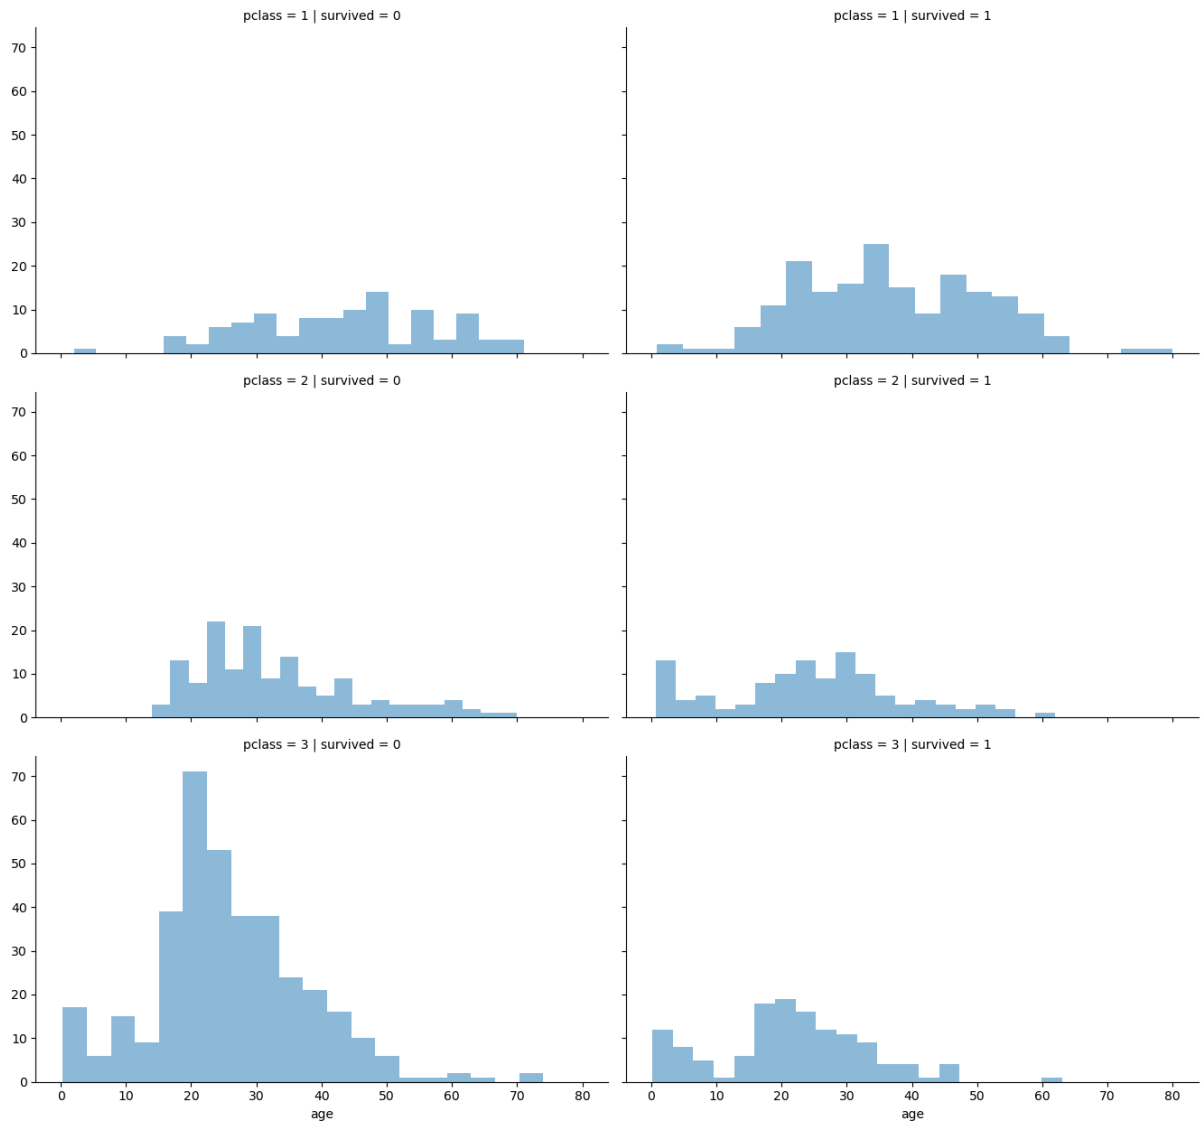 pclass = 1 | survived = 0
pclass = 1 | survived = 1
70
60
50
40
30
20
10
0
pclass = 2 | survived = 0
pclass = 2 | survived = 1
70
60
50
40
30
20
10
0
pclass = 3 | survived = 0
pclass = 3 | survived = 1
70
60
50
40
30
20
10
0
0 10 20 30 40 50 60 70 80
0 10 20 30 40 50 60 70 80
age
age